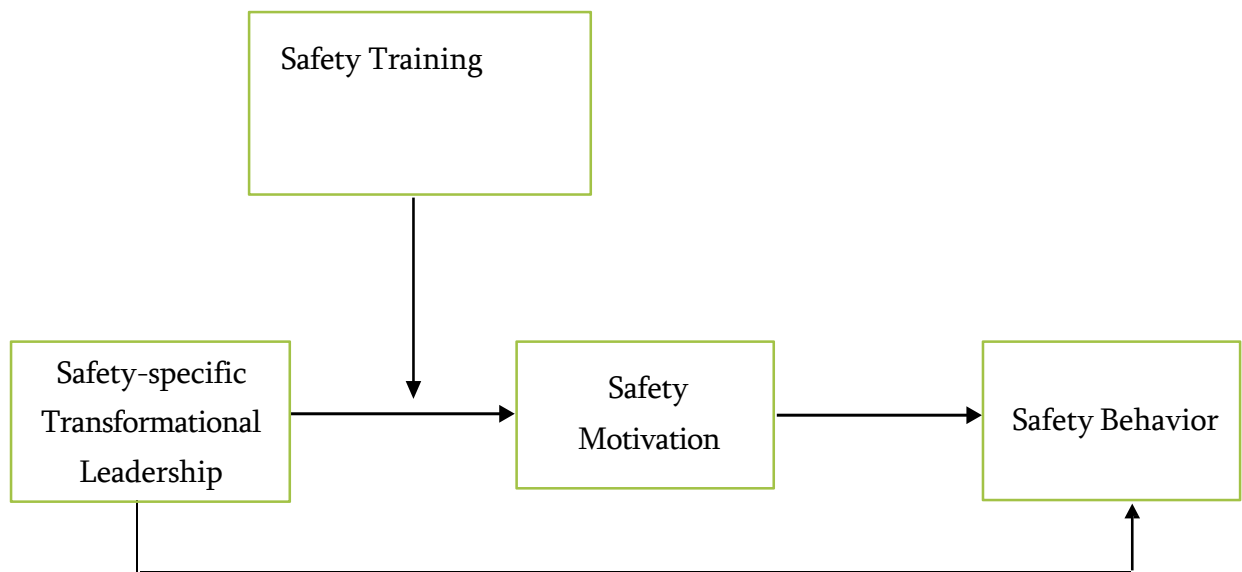 Safety Training
Safety-specific
Transformational
Leadership
Safety
Motivation
Safety Behavior